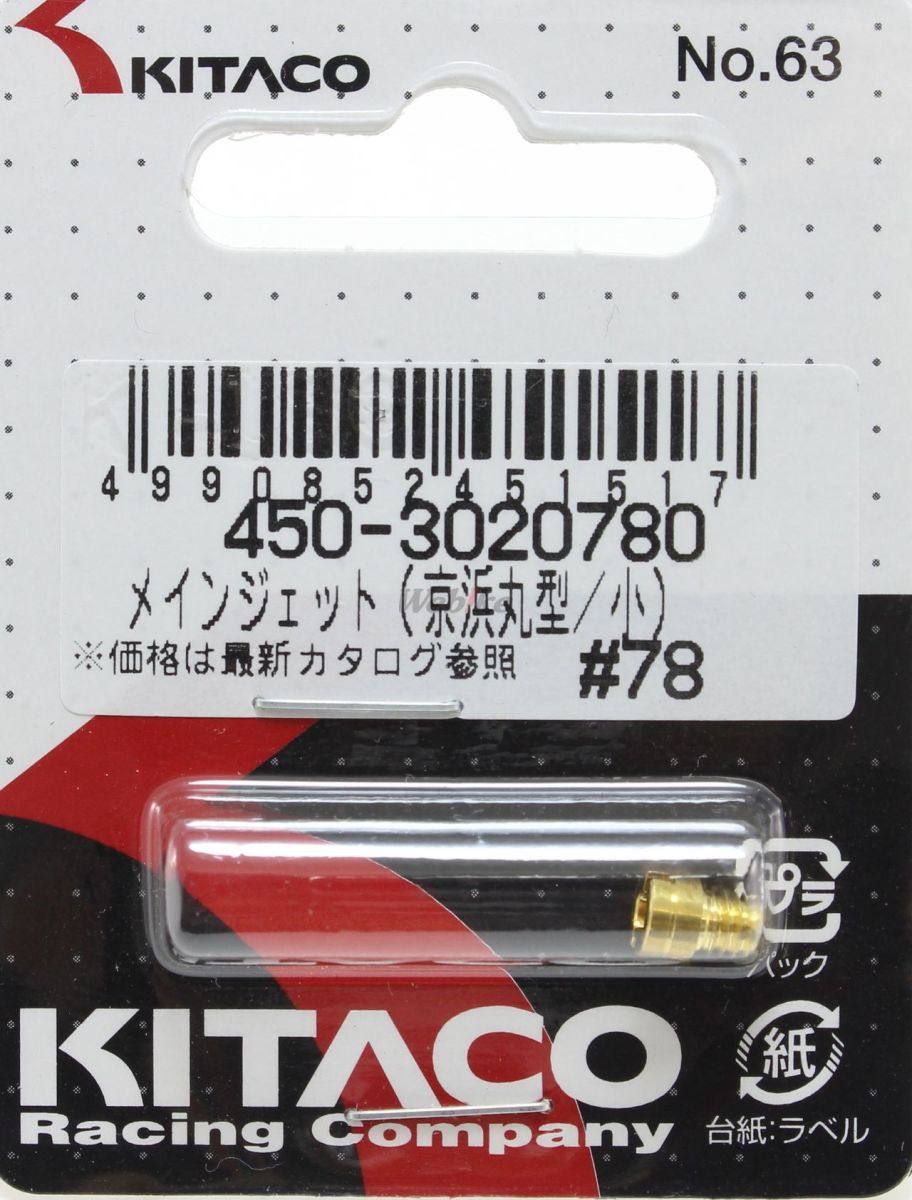 KITACO
No.63
4990852451517
450-3020780
メインジェット(京浜丸型/小)
Webike
※価格は最新カタログ参照 #78
プラ
パック
KITACO
Racing Company
紙
台紙:ラベル